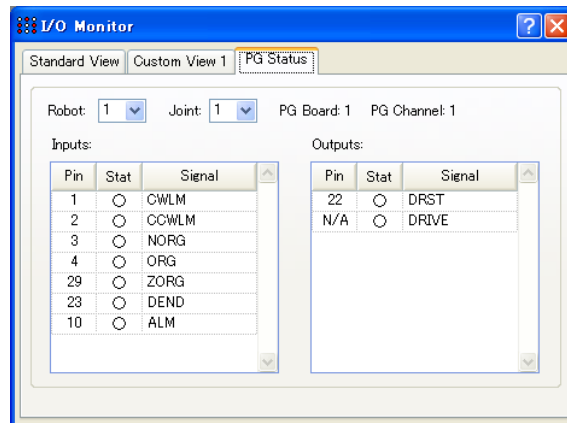 I/O Monitor
Standard View Custom View 1 PG Status
Robot: 1 Joint: 1 PG Board: 1 PG Channel: 1
Inputs: Outputs:
Pin Stat Signal Pin Stat Signal
1 CWLM 22 DRST
2 CCWLM N/A DRIVE
3 NORG
4 ORG
29 ZORG
23 DEND
10 ALM